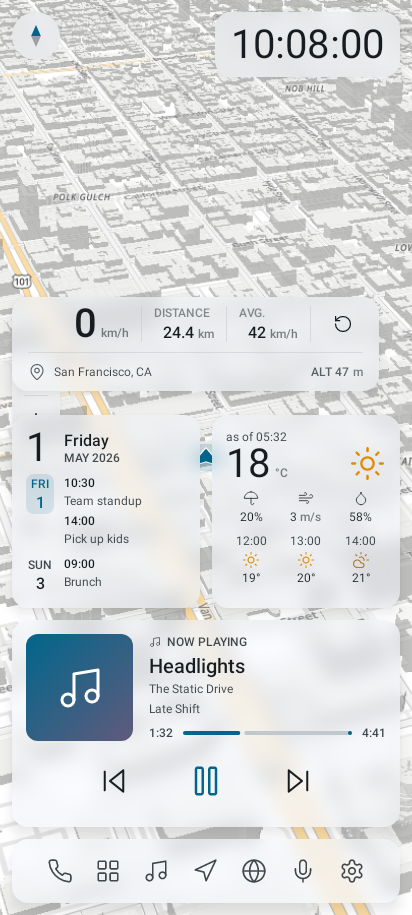 10:08:00
NOB HILL
POLK GULCH
101
0 km/h
DISTANCE
24.4 km
AVG.
42 km/h
San Francisco, CA
ALT 47 m
1
Friday
MAY 2026
FRI
1
10:30
Team standup
14:00
Pick up kids
SUN
3
09:00
Brunch
as of 05:32
18 °C
20%
3 m/s
58%
12:00
13:00
14:00
19°
20°
21°
NOW PLAYING
Headlights
The Static Drive
Late Shift
1:32
4:41